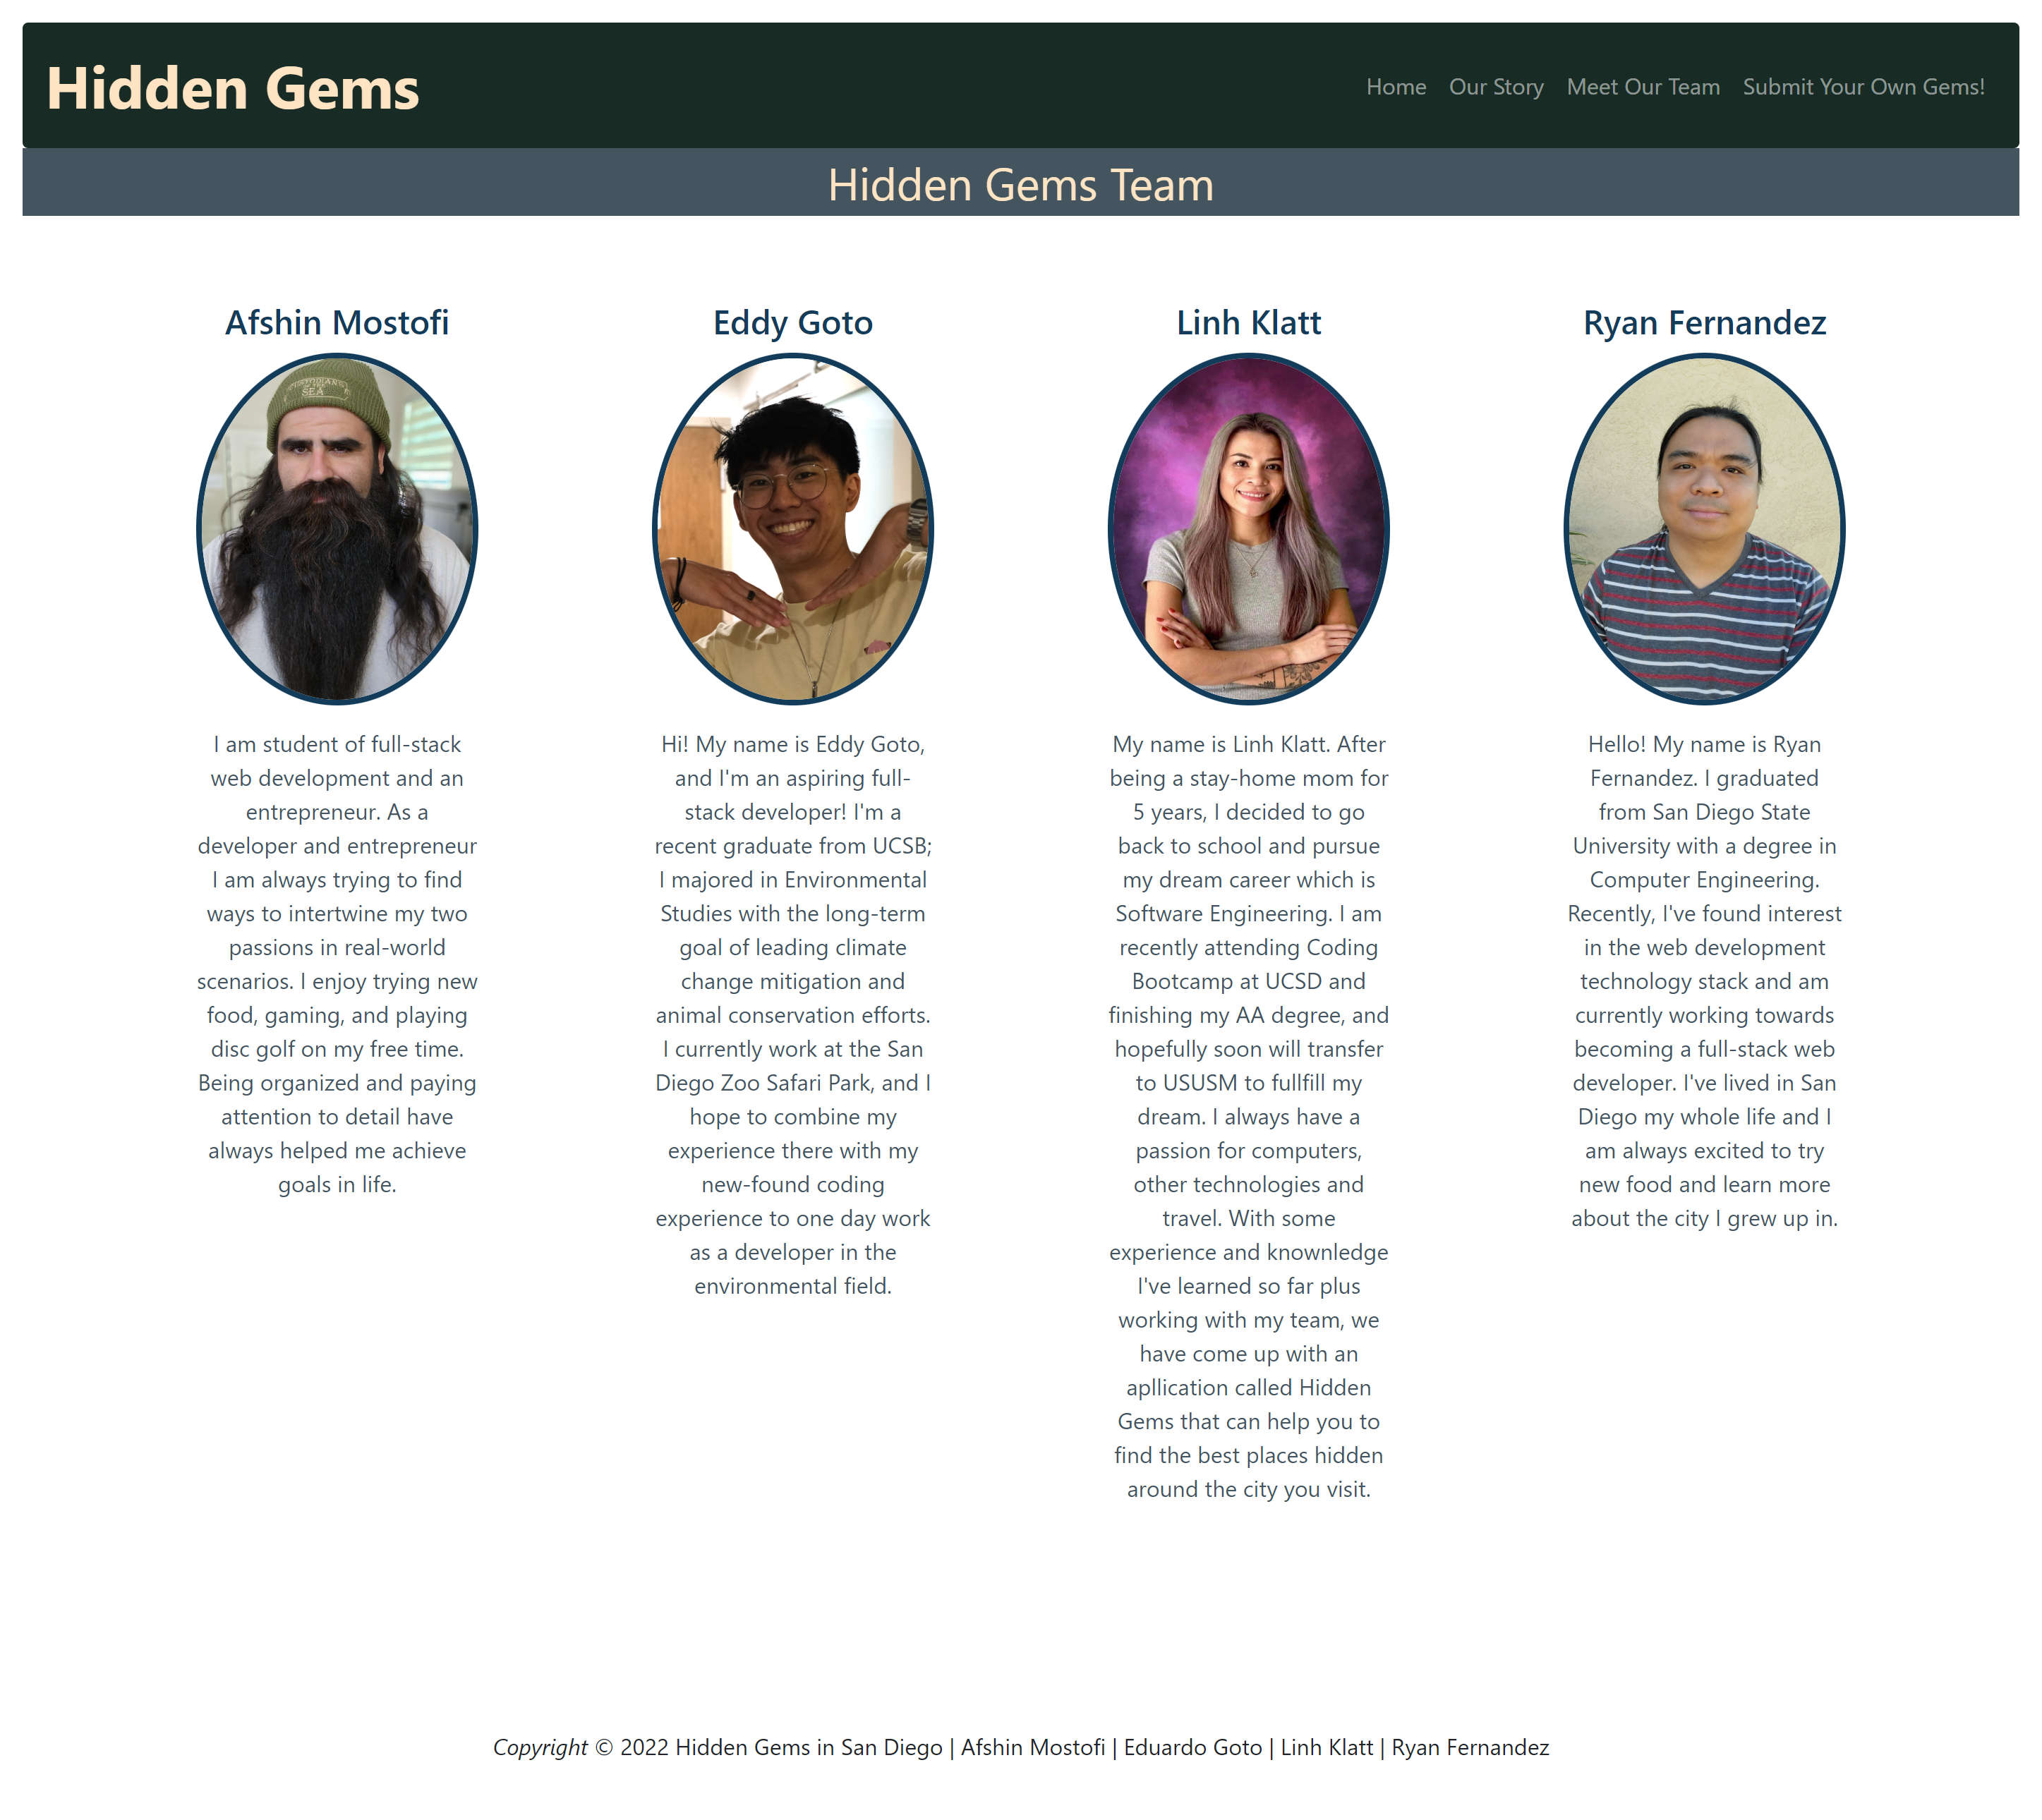 Hidden Gems
Home Our Story Meet Our Team Submit Your Own Gems!
Hidden Gems Team
Afshin Mostofi
SEA
I am student of full-stack
web development and an
entrepreneur. As a
developer and entrepreneur
I am always trying to find
ways to intertwine my two
passions in real-world
scenarios. I enjoy trying new
food, gaming, and playing
disc golf on my free time.
Being organized and paying
attention to detail have
always helped me achieve
goals in life.
Eddy Goto
Hi! My name is Eddy Goto,
and I'm an aspiring full-
stack developer! I'm a
recent graduate from UCSB;
I majored in Environmental
Studies with the long-term
goal of leading climate
change mitigation and
animal conservation efforts.
I currently work at the San
Diego Zoo Safari Park, and I
hope to combine my
experience there with my
new-found coding
experience to one day work
as a developer in the
environmental field.
Linh Klatt
My name is Linh Klatt. After
being a stay-home mom for
5 years, I decided to go
back to school and pursue
my dream career which is
Software Engineering. I am
recently attending Coding
Bootcamp at UCSD and
finishing my AA degree, and
hopefully soon will transfer
to USUSM to fullfill my
dream. I always have a
passion for computers,
other technologies and
travel. With some
experience and knownledge
I've learned so far plus
working with my team, we
have come up with an
apllication called Hidden
Gems that can help you to
find the best places hidden
around the city you visit.
Ryan Fernandez
Hello! My name is Ryan
Fernandez. I graduated
from San Diego State
University with a degree in
Computer Engineering.
Recently, I've found interest
in the web development
technology stack and am
currently working towards
becoming a full-stack web
developer. I've lived in San
Diego my whole life and I
am always excited to try
new food and learn more
about the city I grew up in.
Copyright © 2022 Hidden Gems in San Diego | Afshin Mostofi | Eduardo Goto | Linh Klatt | Ryan Fernandez